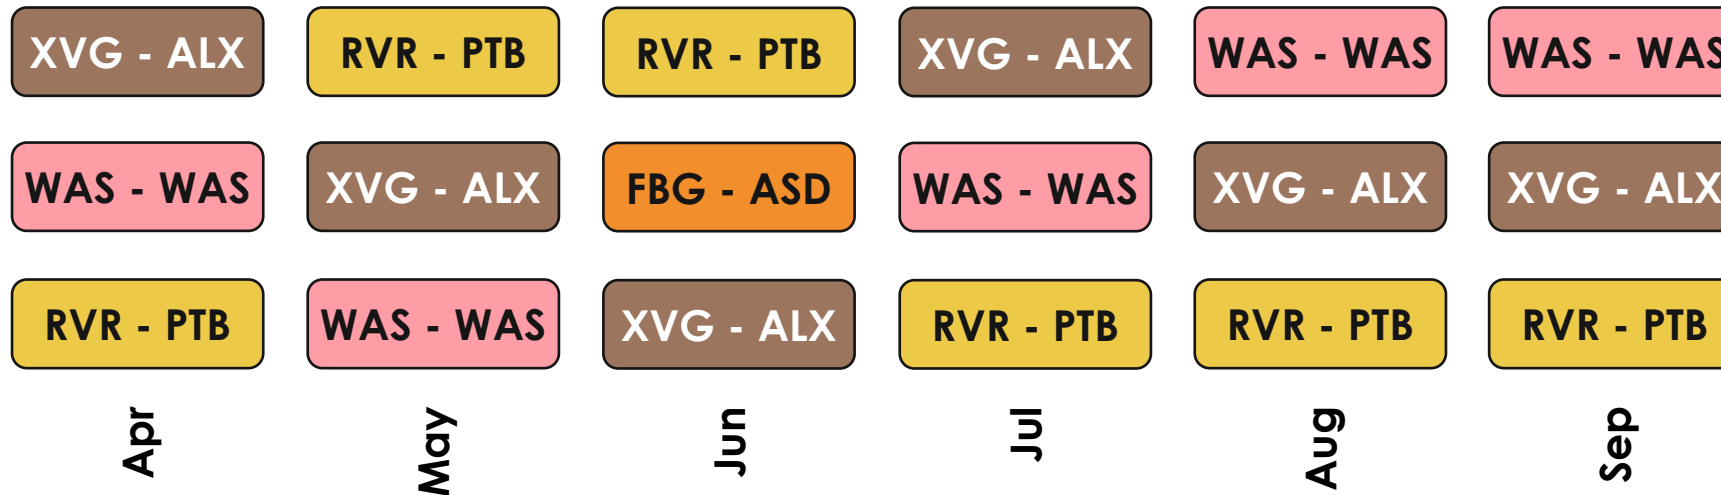 XVG - ALX RVR - PTB RVR - PTB XVG - ALX WAS - WAS WAS - WAS
WAS - WAS XVG - ALX FBG - ASD WAS - WAS XVG - ALX XVG - ALX
RVR - PTB WAS - WAS XVG - ALX RVR - PTB RVR - PTB RVR - PTB
Apr May Jun Jul Aug Sep